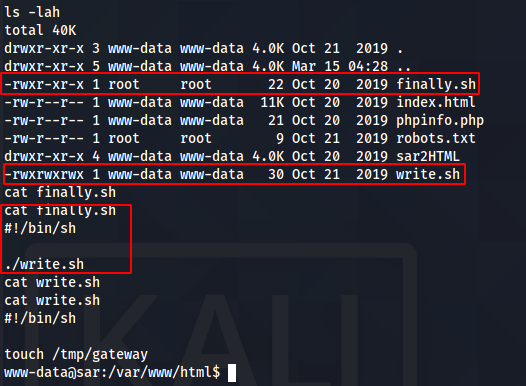 ls -lah
total 40K
drwxr-xr-x 3 www-data www-data 4.0K Oct 21  2019 .
drwxr-xr-x 5 www-data www-data 4.0K Mar 15 04:28 ..
-rwxr-xr-x 1 root     root       22 Oct 20  2019 finally.sh
-rw-r--r-- 1 www-data www-data  11K Oct 20  2019 index.html
-rw-r--r-- 1 www-data www-data   21 Oct 20  2019 phpinfo.php
-rw-r--r-- 1 root     root        9 Oct 21  2019 robots.txt
drwxr-xr-x 4 www-data www-data 4.0K Oct 20  2019 sar2HTML
-rwxrwxrwx 1 www-data www-data   30 Oct 21  2019 write.sh
cat finally.sh
cat finally.sh
#!/bin/sh
./write.sh
cat write.sh
cat write.sh
#!/bin/sh
touch /tmp/gateway
www-data@sar:/var/www/html$
KALI